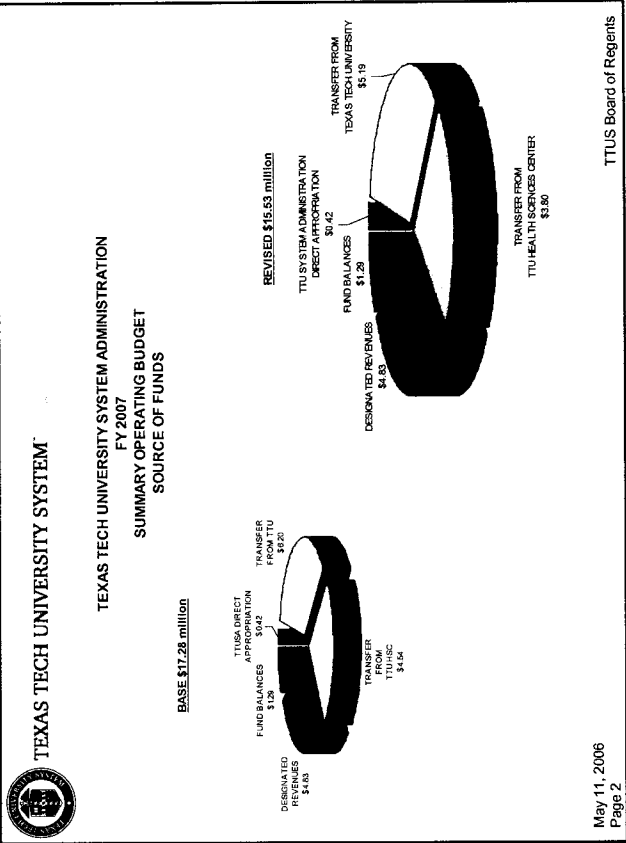 TEXAS TECH UNIVERSITY SYSTEM
TEXAS TECH UNIVERSITY SYSTEM ADMINISTRATION
FY 2007
SUMMARY OPERATING BUDGET
SOURCE OF FUNDS
BASE $17.28 million
TTUSA DIRECT
APPROPRIATION
$0.42
FUND BALANCES
$1.29
TRANSFER
FROM TTU
$6.20
DESIGNATED
REVENUES
$4.83
TRANSFER
FROM
TTUHSC
$4.54
REVISED $15.53 million
TTU SYSTEM ADMINISTRATION
DIRECT APPROPRIATION
$0.42
FUND BALANCES
$1.29
TRANSFER FROM
TEXAS TECH UNIVERSITY
$5.19
DESIGNATED REVENUES
$4.83
TRANSFER FROM
TTU HEALTH SCIENCES CENTER
$3.80
May 11, 2006
Page 2
TTUS Board of Regents